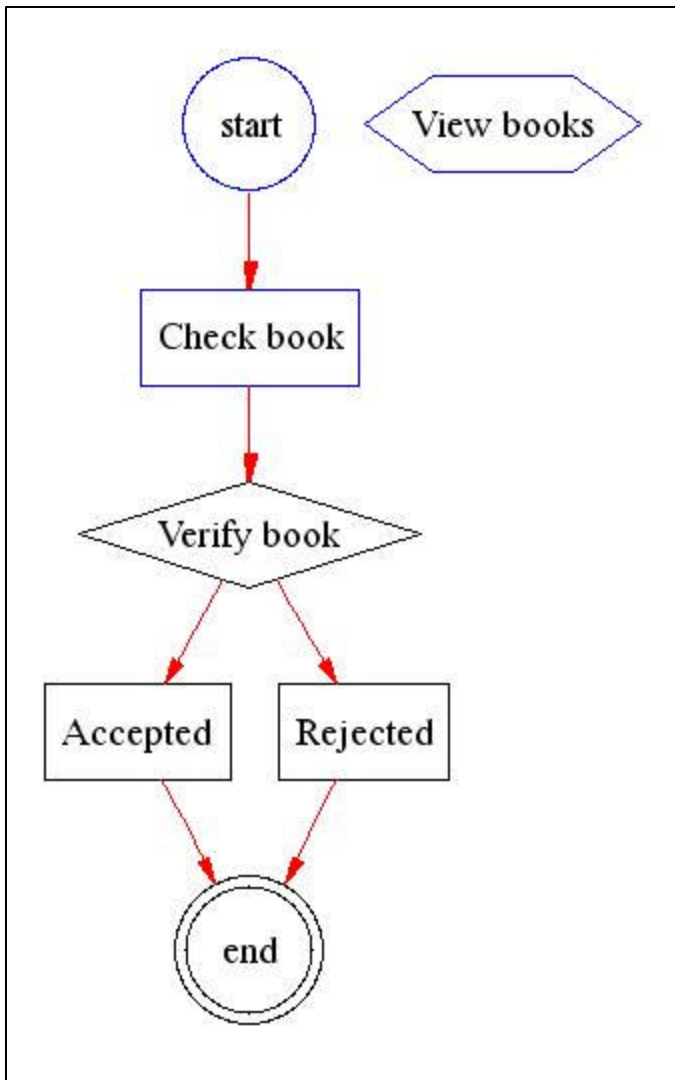 start
View books
Check book
Verify book
Accepted
Rejected
end